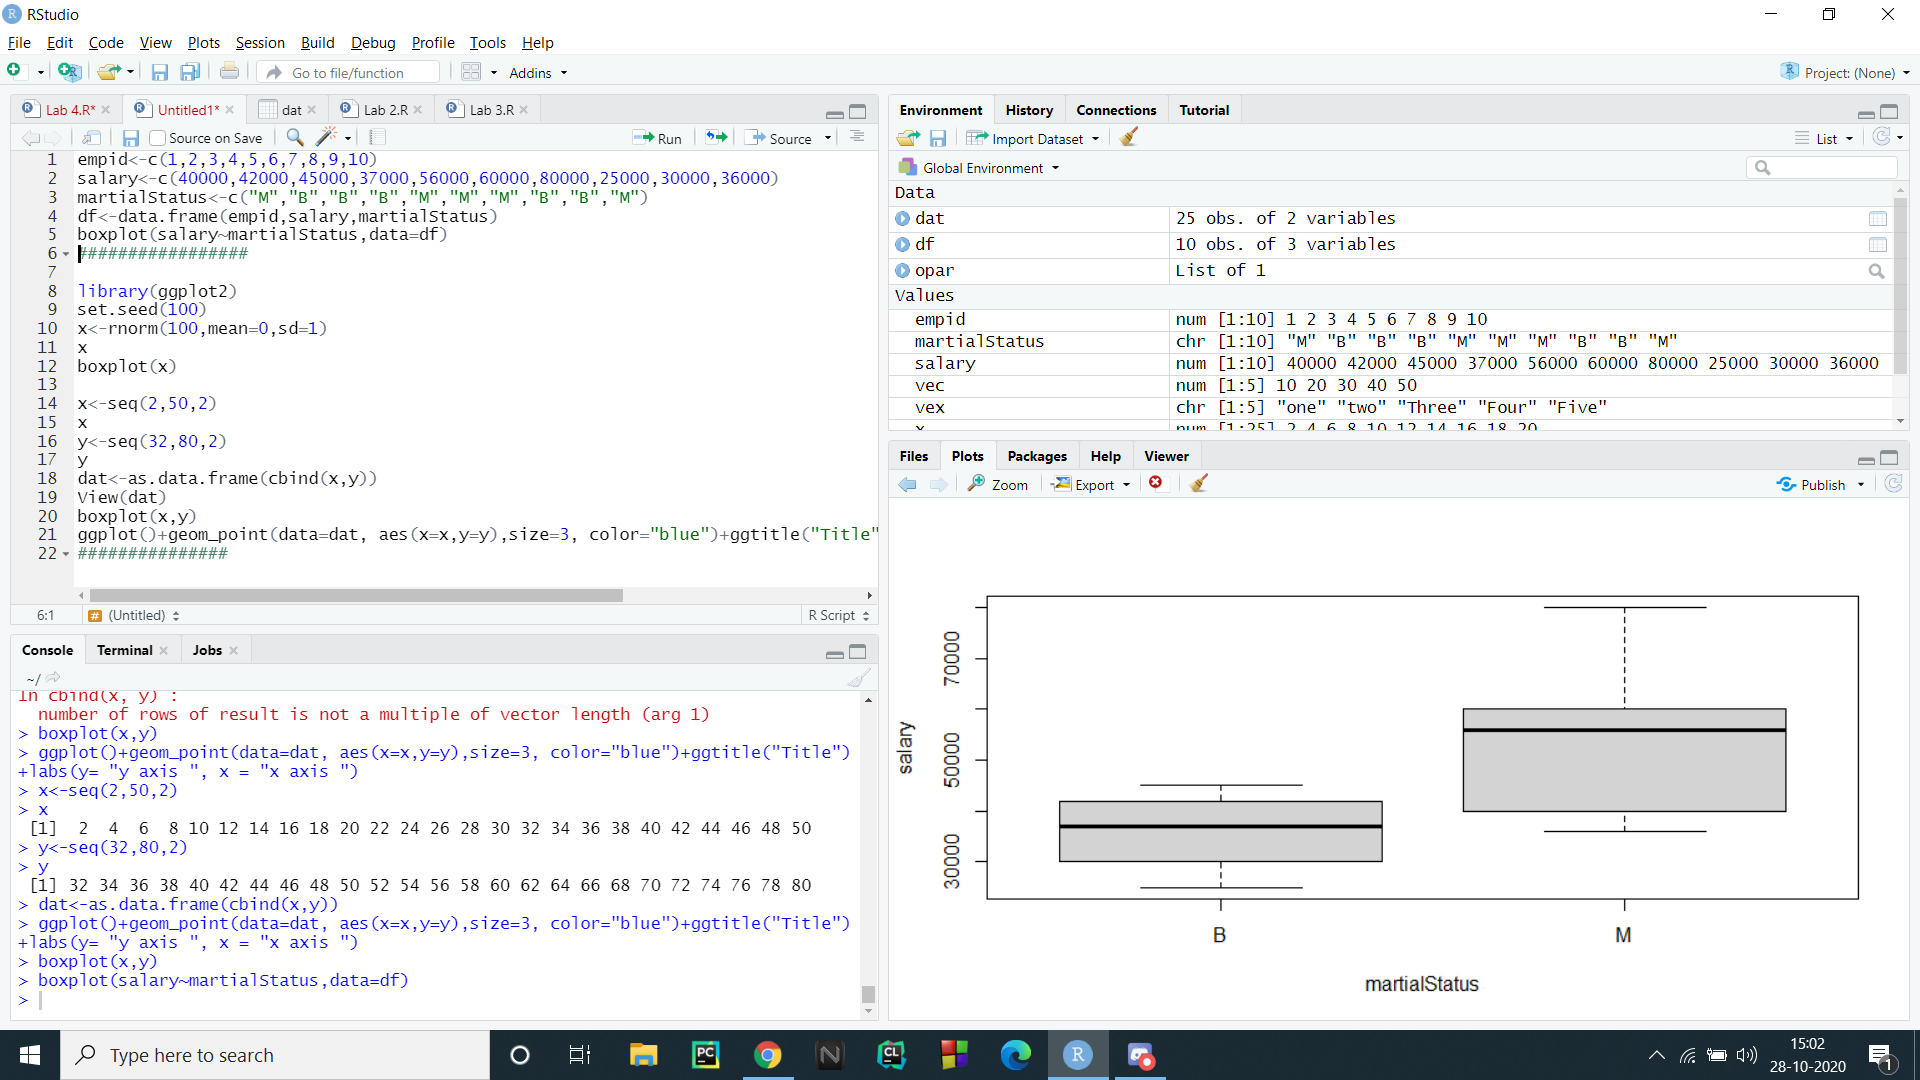 RStudio
File Edit Code View Plots Session Build Debug Profile Tools Help
Go to file/function Addins Project: (None)
Lab 4.R* Untitled1* dat Lab 2.R Lab 3.R
Source on Save Run Source
1 empid<-c(1,2,3,4,5,6,7,8,9,10)
2 salary<-c(40000,42000,45000,37000,56000,60000,80000,25000,30000,36000)
3 martialStatus<-c("M","B","B","B","M","M","M","B","B","M")
4 df<-data.frame(empid,salary,martialStatus)
5 boxplot(salary~martialStatus,data=df)
6 #################
7
8 library(ggplot2)
9 set.seed(100)
10 x<-rnorm(100,mean=0,sd=1)
11 x
12 boxplot(x)
13
14 x<-seq(2,50,2)
15 x
16 y<-seq(32,80,2)
17 y
18 dat<-as.data.frame(cbind(x,y))
19 View(dat)
20 boxplot(x,y)
21 ggplot()+geom_point(data=dat, aes(x=x,y=y),size=3, color="blue")+ggtitle("Title"
22 ###############
6:1 # (Untitled) R Script
Console Terminal Jobs
~/
In cbind(x, y) :
number of rows of result is not a multiple of vector length (arg 1)
> boxplot(x,y)
> ggplot()+geom_point(data=dat, aes(x=x,y=y),size=3, color="blue")+ggtitle("Title")
+labs(y= "y axis ", x = "x axis ")
> x<-seq(2,50,2)
> x
[1] 2 4 6 8 10 12 14 16 18 20 22 24 26 28 30 32 34 36 38 40 42 44 46 48 50
> y<-seq(32,80,2)
> y
[1] 32 34 36 38 40 42 44 46 48 50 52 54 56 58 60 62 64 66 68 70 72 74 76 78 80
> dat<-as.data.frame(cbind(x,y))
> ggplot()+geom_point(data=dat, aes(x=x,y=y),size=3, color="blue")+ggtitle("Title")
+labs(y= "y axis ", x = "x axis ")
> boxplot(x,y)
> boxplot(salary~martialStatus,data=df)
>
Environment History Connections Tutorial
Import Dataset List
Global Environment
Data
dat 25 obs. of 2 variables
df 10 obs. of 3 variables
opar List of 1
Values
empid num [1:10] 1 2 3 4 5 6 7 8 9 10
martialStatus chr [1:10] "M" "B" "B" "B" "M" "M" "M" "B" "B" "M"
salary num [1:10] 40000 42000 45000 37000 56000 60000 80000 25000 30000 36000
vec num [1:5] 10 20 30 40 50
vex chr [1:5] "one" "two" "Three" "Four" "Five"
x num [1:25] 2 4 6 8 10 12 14 16 18 20
Files Plots Packages Help Viewer
Zoom Export Publish
70000
50000
30000
salary
B M
martialStatus
Type here to search
15:02
28-10-2020
1